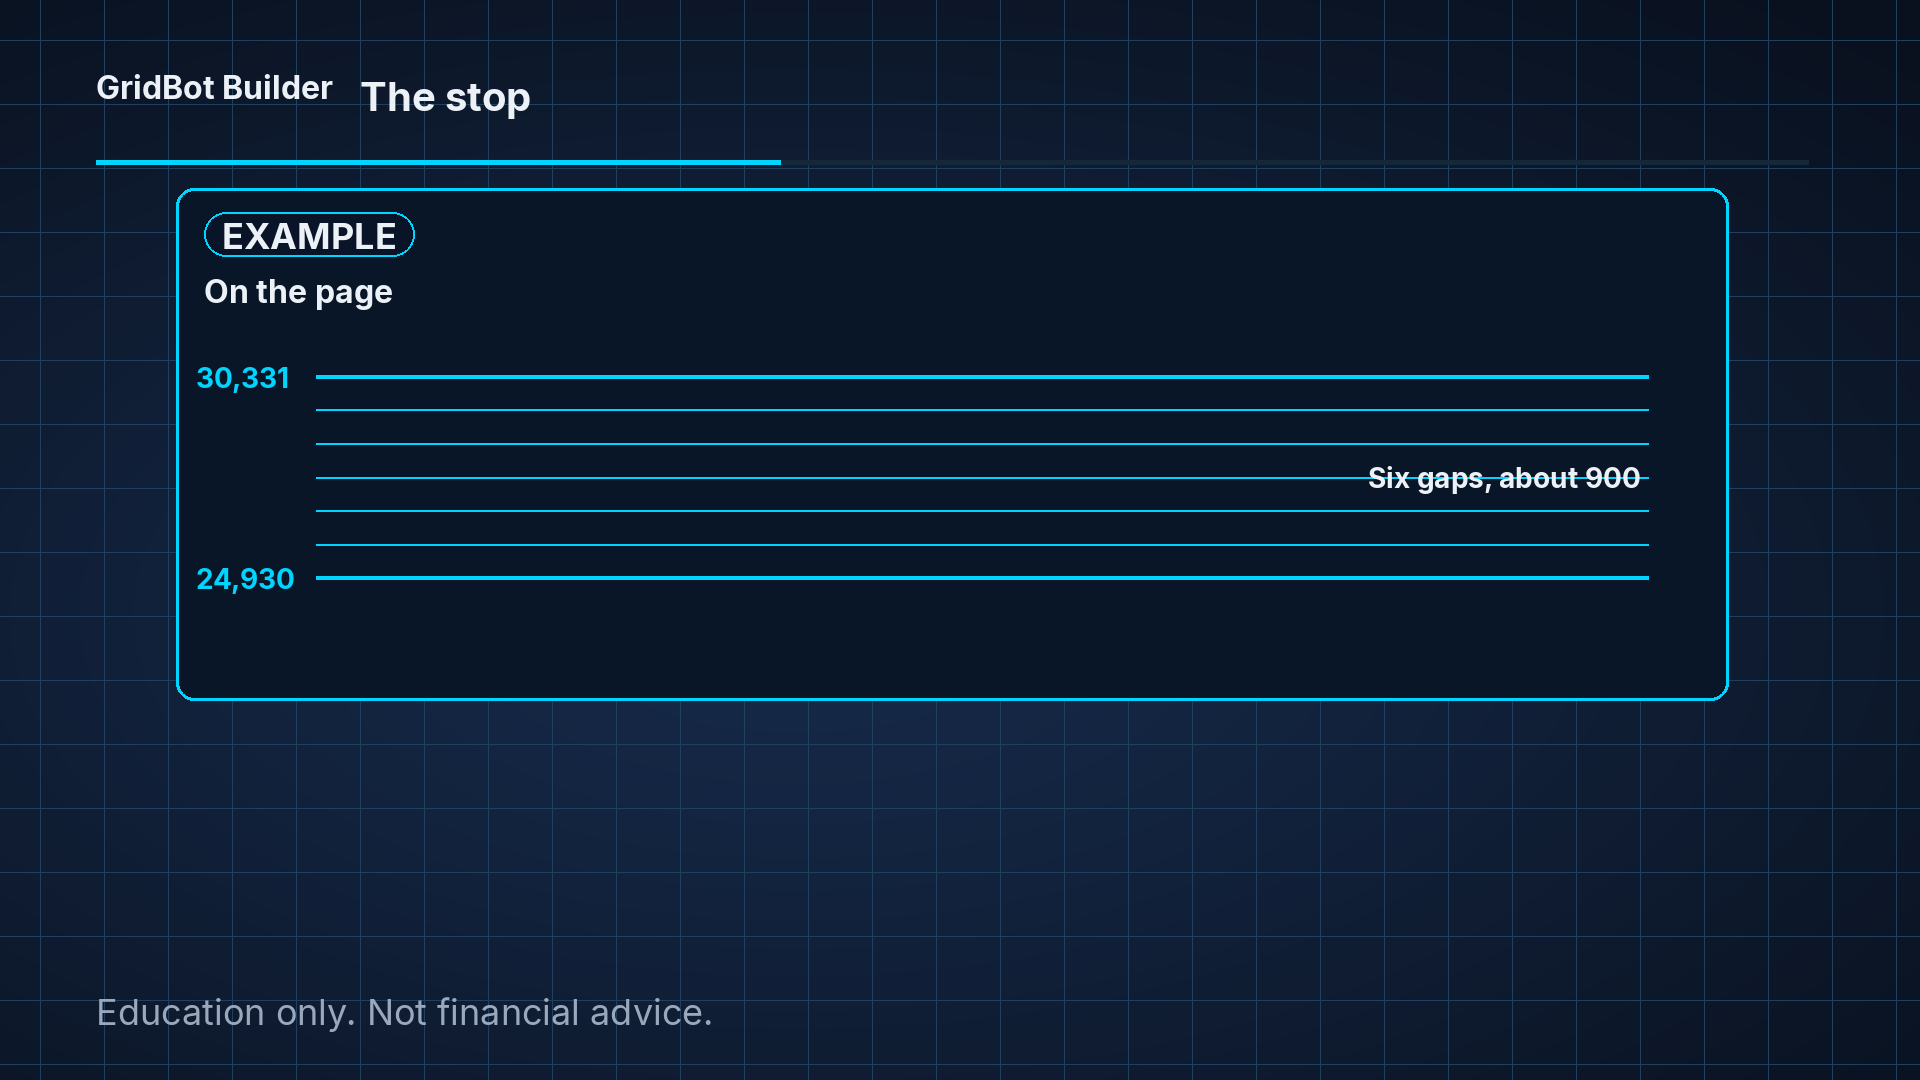 GridBot Builder
The stop
EXAMPLE
On the page
30,331
Six gaps, about 900
24,930
Education only. Not financial advice.